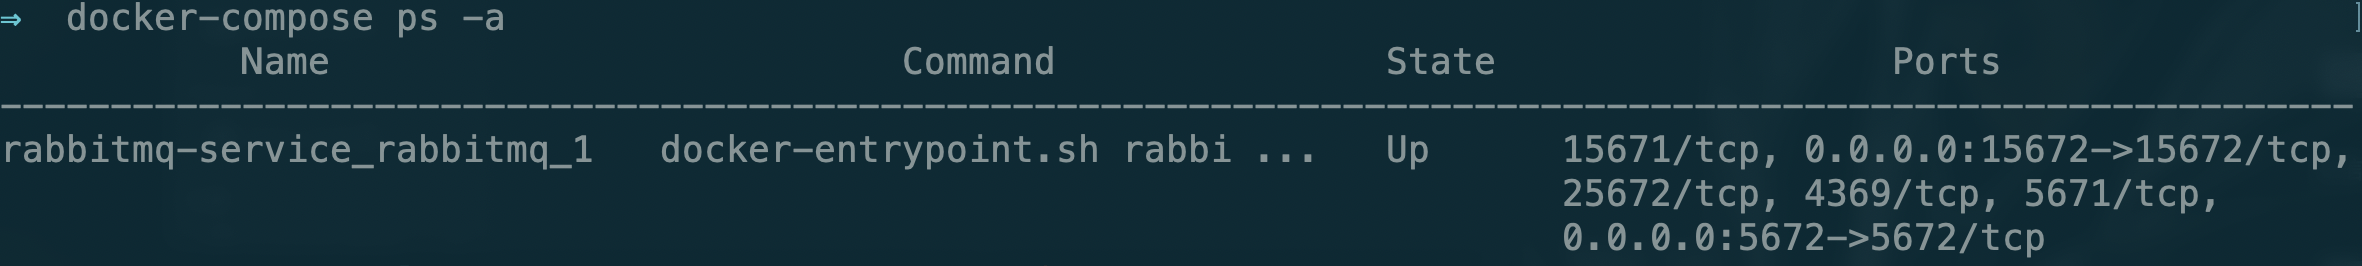 ⇒  docker-compose ps -a
Name Command State Ports
--------------------------------------------------------------------------------------------------------------
rabbitmq-service_rabbitmq_1   docker-entrypoint.sh rabbi ...   Up      15671/tcp, 0.0.0.0:15672->15672/tcp,
25672/tcp, 4369/tcp, 5671/tcp,
0.0.0.0:5672->5672/tcp